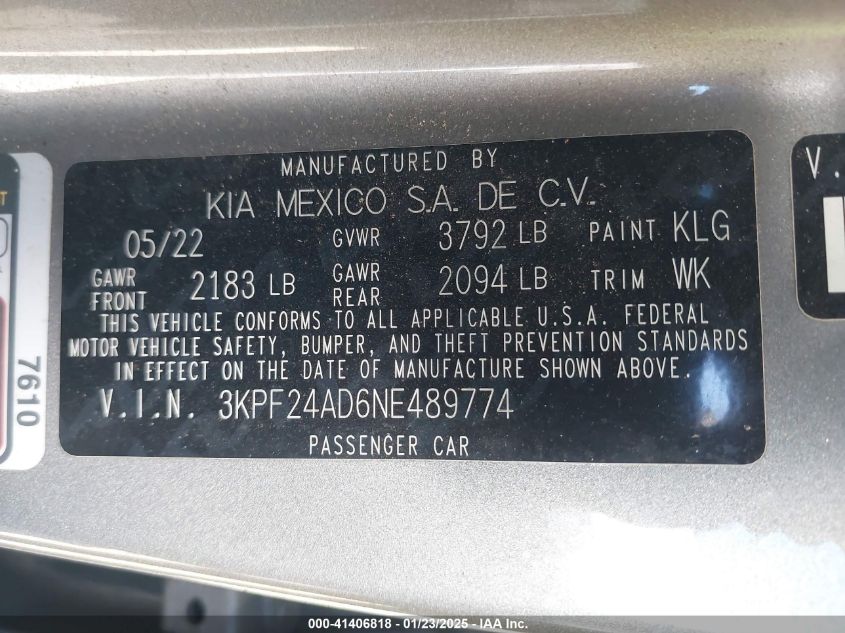 MANUFACTURED BY
KIA MEXICO S.A. DE C.V.
05/22 GVWR 3792 LB PAINT KLG
GAWR FRONT 2183 LB GAWR REAR 2094 LB TRIM WK
THIS VEHICLE CONFORMS TO ALL APPLICABLE U.S.A. FEDERAL
MOTOR VEHICLE SAFETY, BUMPER, AND THEFT PREVENTION STANDARDS
IN EFFECT ON THE DATE OF MANUFACTURE SHOWN ABOVE.
V.I.N. 3KPF24AD6NE489774
PASSENGER CAR
7610
V.
000-41406818 - 01/23/2025 - IAA Inc.